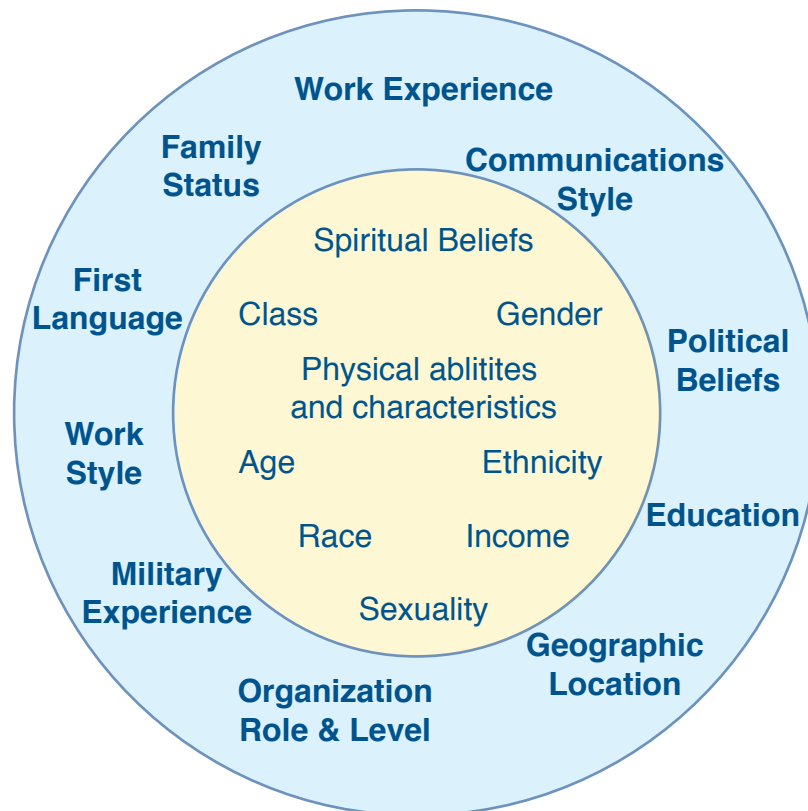 Work Experience
Family
Status
Communications
Style
Spiritual Beliefs
First
Language
Class
Gender
Political
Beliefs
Physical ablitites
and characteristics
Work
Style
Age
Ethnicity
Education
Race
Income
Military
Experience
Sexuality
Geographic
Location
Organization
Role & Level